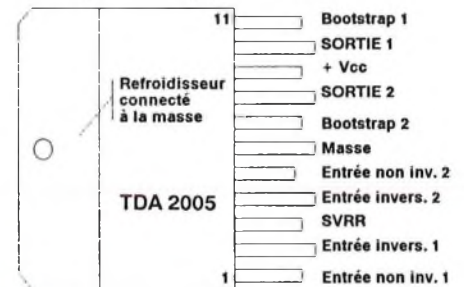 11
Bootstrap 1
SORTIE 1
+ Vcc
SORTIE 2
Bootstrap 2
Masse
Entrée non inv. 2
Entrée invers. 2
SVRR
Entrée invers. 1
1
Entrée non inv. 1
Refroidisseur
connecté
à la masse
TDA 2005